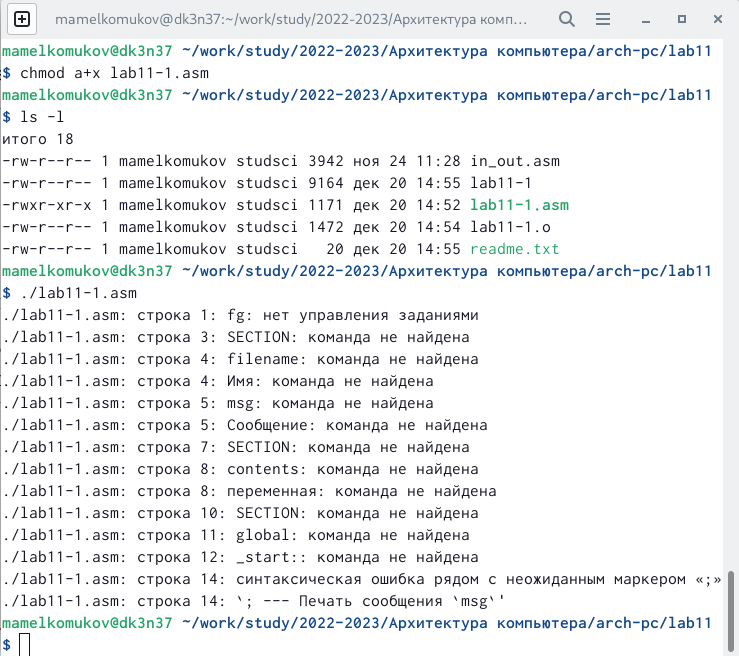 mamelkomukov@dk3n37:~/work/study/2022-2023/Архитектура комп…
mamelkomukov@dk3n37 ~/work/study/2022-2023/Архитектура компьютера/arch-pc/lab11
$ chmod a+x lab11-1.asm
mamelkomukov@dk3n37 ~/work/study/2022-2023/Архитектура компьютера/arch-pc/lab11
$ ls -l
итого 18
-rw-r--r-- 1 mamelkomukov studsci 3942 ноя 24 11:28 in_out.asm
-rw-r--r-- 1 mamelkomukov studsci 9164 дек 20 14:55 lab11-1
-rwxr-xr-x 1 mamelkomukov studsci 1171 дек 20 14:52 lab11-1.asm
-rw-r--r-- 1 mamelkomukov studsci 1472 дек 20 14:54 lab11-1.o
-rw-r--r-- 1 mamelkomukov studsci   20 дек 20 14:55 readme.txt
mamelkomukov@dk3n37 ~/work/study/2022-2023/Архитектура компьютера/arch-pc/lab11
$ ./lab11-1.asm
./lab11-1.asm: строка 1: fg: нет управления заданиями
./lab11-1.asm: строка 3: SECTION: команда не найдена
./lab11-1.asm: строка 4: filename: команда не найдена
./lab11-1.asm: строка 4: Имя: команда не найдена
./lab11-1.asm: строка 5: msg: команда не найдена
./lab11-1.asm: строка 5: Сообщение: команда не найдена
./lab11-1.asm: строка 7: SECTION: команда не найдена
./lab11-1.asm: строка 8: contents: команда не найдена
./lab11-1.asm: строка 8: переменная: команда не найдена
./lab11-1.asm: строка 10: SECTION: команда не найдена
./lab11-1.asm: строка 11: global: команда не найдена
./lab11-1.asm: строка 12: _start:: команда не найдена
./lab11-1.asm: строка 14: синтаксическая ошибка рядом с неожиданным маркером «;»
./lab11-1.asm: строка 14: `; --- Печать сообщения `msg`'
mamelkomukov@dk3n37 ~/work/study/2022-2023/Архитектура компьютера/arch-pc/lab11
$